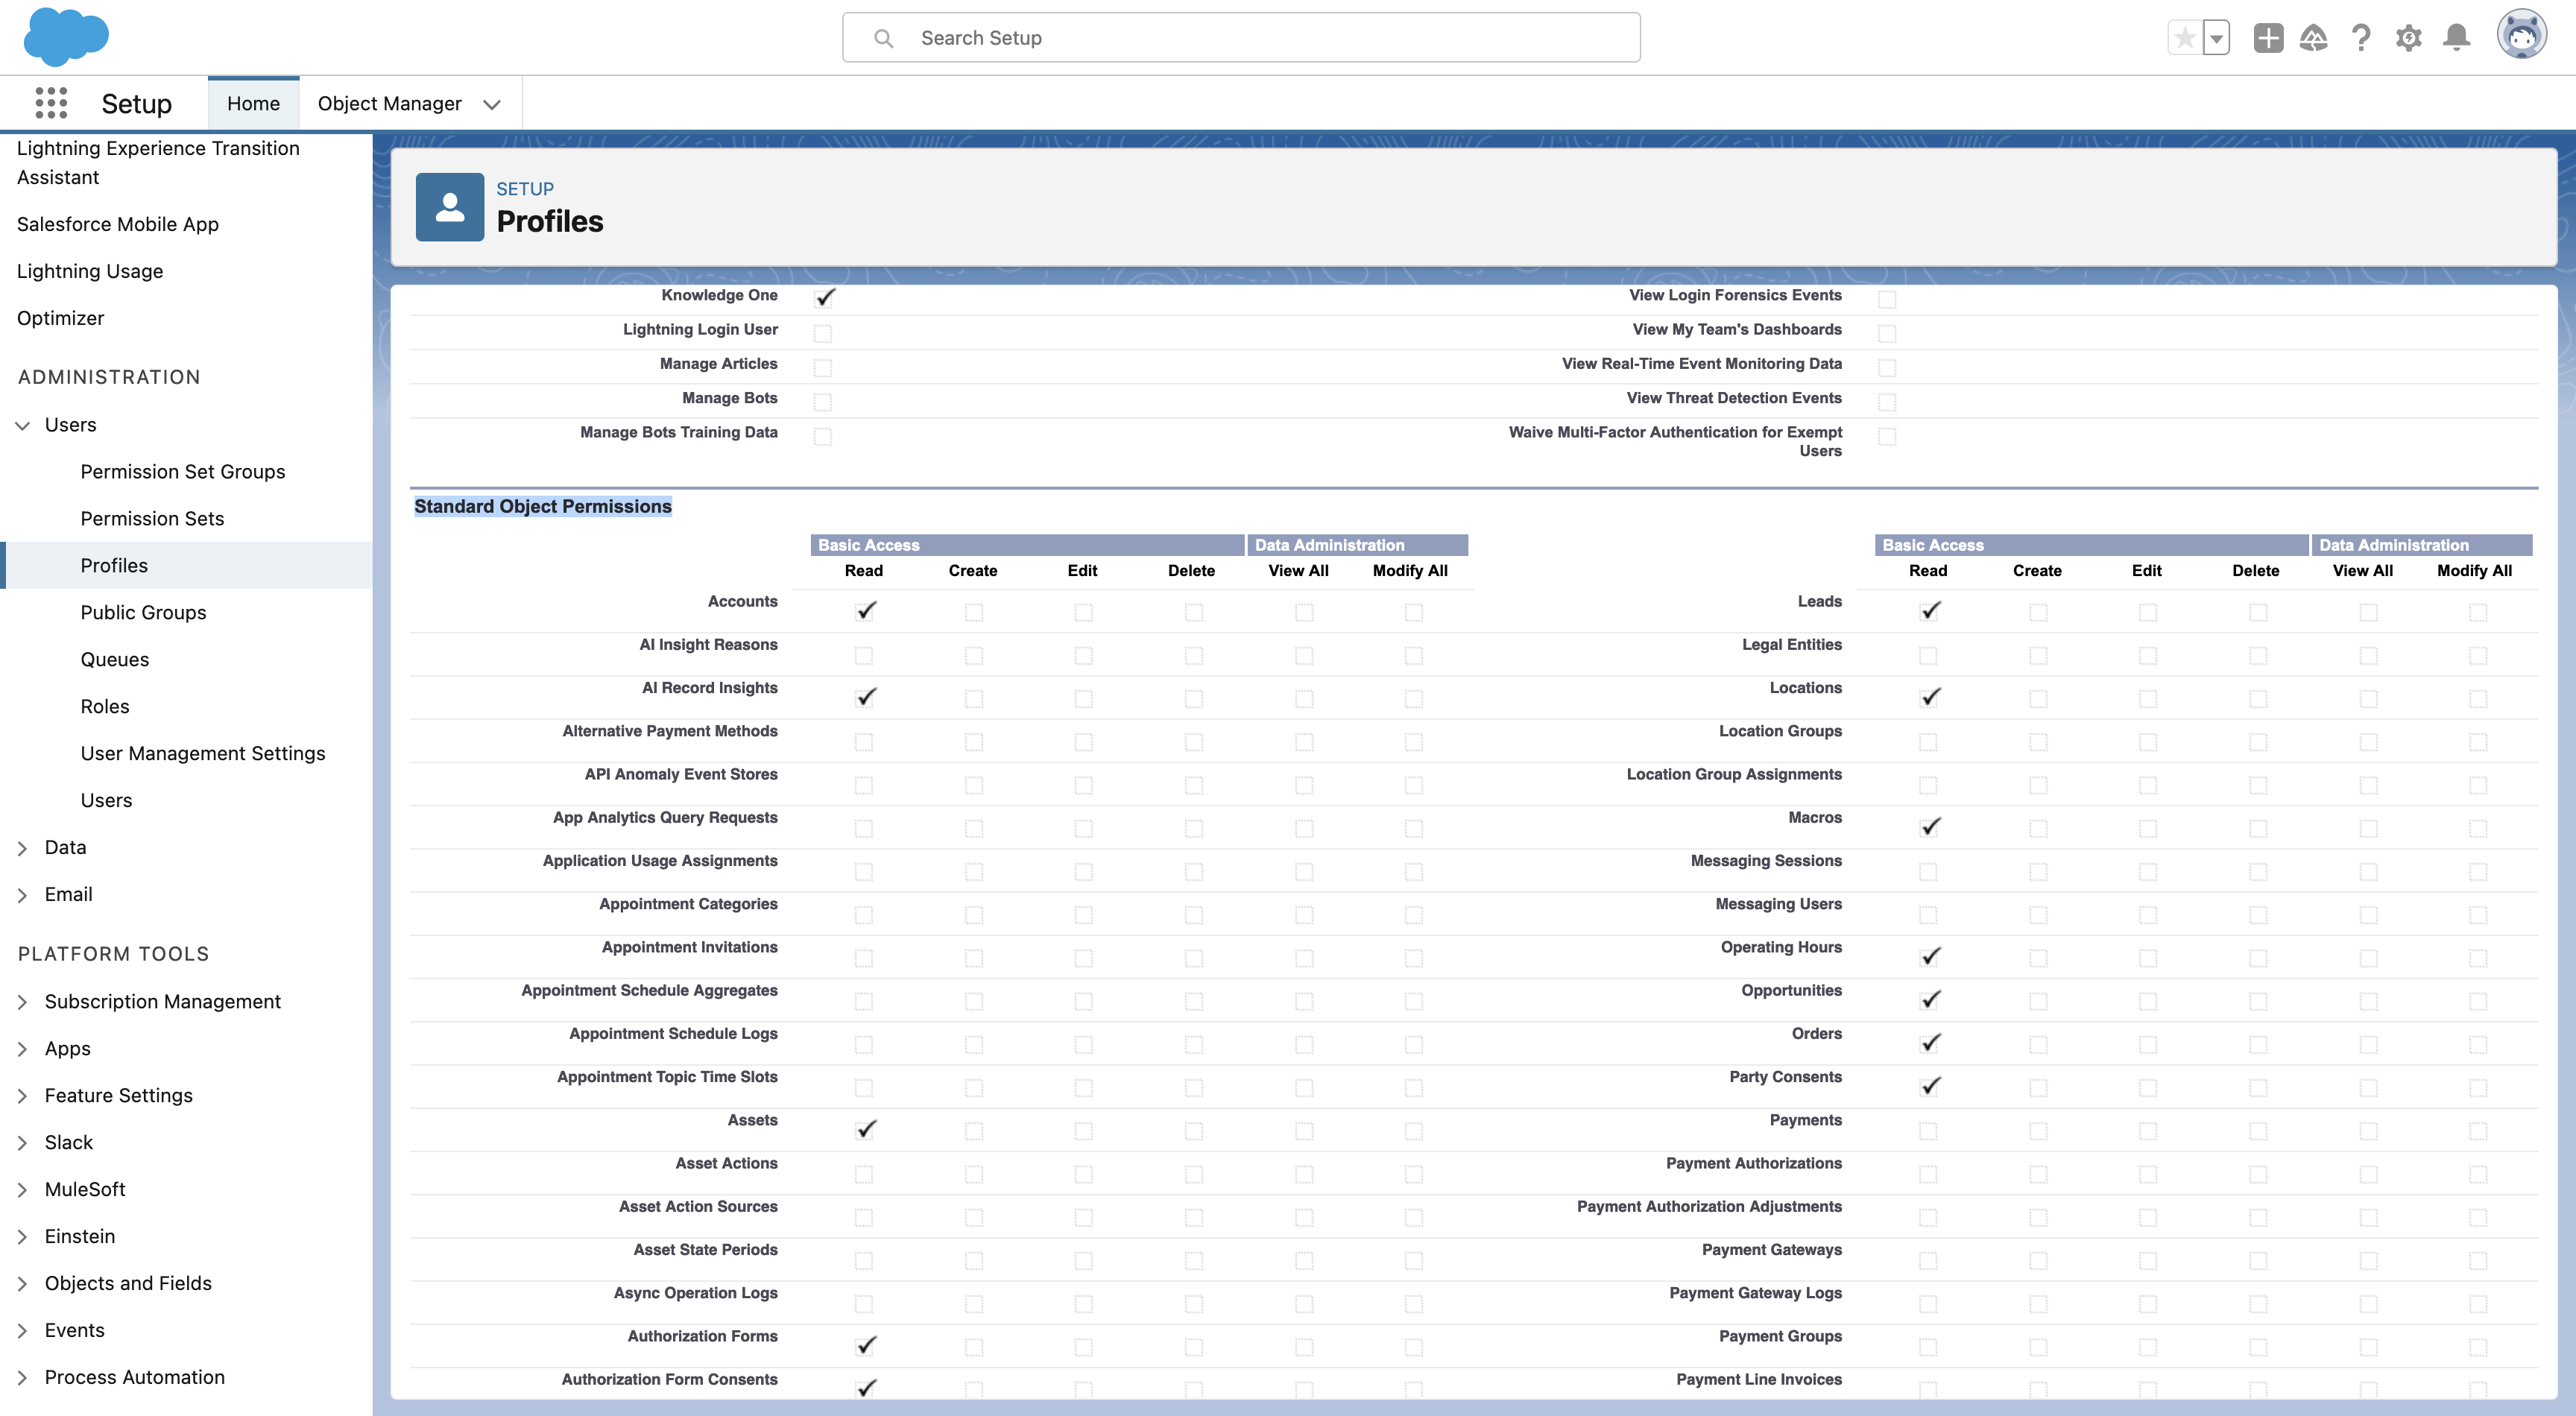 Search Setup
Setup
Home
Object Manager
Lightning Experience Transition
Assistant
Salesforce Mobile App
Lightning Usage
Optimizer
ADMINISTRATION
Users
Permission Set Groups
Permission Sets
Profiles
Public Groups
Queues
Roles
User Management Settings
Users
Data
Email
PLATFORM TOOLS
Subscription Management
Apps
Feature Settings
Slack
MuleSoft
Einstein
Objects and Fields
Events
Process Automation
SETUP
Profiles
Knowledge One View Login Forensics Events
Lightning Login User View My Team's Dashboards
Manage Articles View Real-Time Event Monitoring Data
Manage Bots View Threat Detection Events
Manage Bots Training Data Waive Multi-Factor Authentication for Exempt
Users
Standard Object Permissions
Basic Access Data Administration Basic Access Data Administration
Read Create Edit Delete View All Modify All Read Create Edit Delete View All Modify All
Accounts Leads
AI Insight Reasons Legal Entities
AI Record Insights Locations
Alternative Payment Methods Location Groups
API Anomaly Event Stores Location Group Assignments
App Analytics Query Requests Macros
Application Usage Assignments Messaging Sessions
Appointment Categories Messaging Users
Appointment Invitations Operating Hours
Appointment Schedule Aggregates Opportunities
Appointment Schedule Logs Orders
Appointment Topic Time Slots Party Consents
Assets Payments
Asset Actions Payment Authorizations
Asset Action Sources Payment Authorization Adjustments
Asset State Periods Payment Gateways
Async Operation Logs Payment Gateway Logs
Authorization Forms Payment Groups
Authorization Form Consents Payment Line Invoices